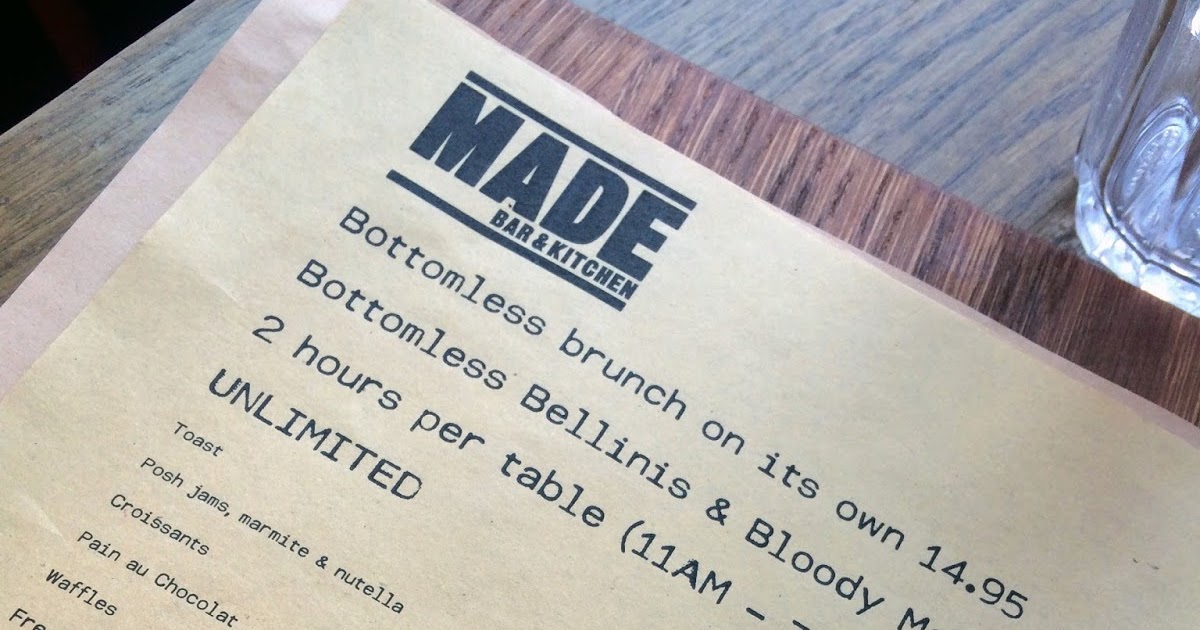 MADE
BAR & KITCHEN
Bottomless brunch on its own 14.95
Bottomless Bellinis & Bloody
2 hours per table (11AM –
UNLIMITED
Toast
Posh jams, marmite & nutella
Croissants
Pain au Chocolat
Waffles